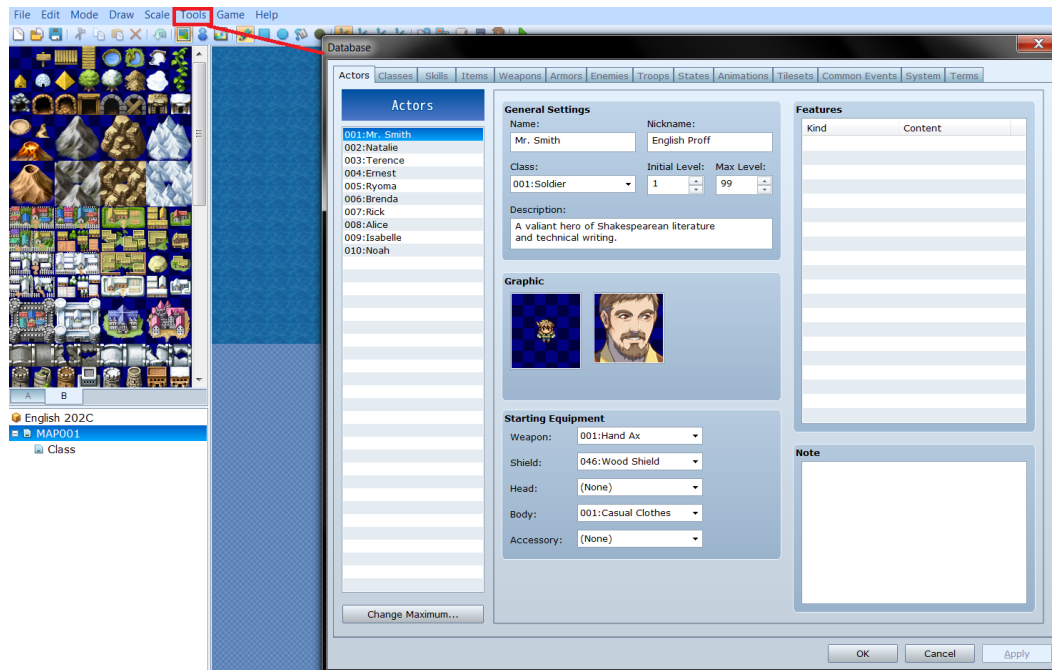 File Edit Mode Draw Scale Tools Game Help
Database
Actors Classes Skills Items Weapons Armors Enemies Troops States Animations Tilesets Common Events System Terms
Actors
001:Mr. Smith
002:Natalie
003:Terence
004:Ernest
005:Ryoma
006:Brenda
007:Rick
008:Alice
009:Isabelle
010:Noah
Change Maximum...
General Settings
Name: Nickname:
Mr. Smith English Proff
Class: Initial Level: Max Level:
001:Soldier 1 99
Description:
A valiant hero of Shakespearean literature
and technical writing.
Graphic
Starting Equipment
Weapon: 001:Hand Ax
Shield: 046:Wood Shield
Head: (None)
Body: 001:Casual Clothes
Accessory: (None)
Features
Kind Content
Note
OK Cancel Apply
A B
English 202C
MAP001
Class